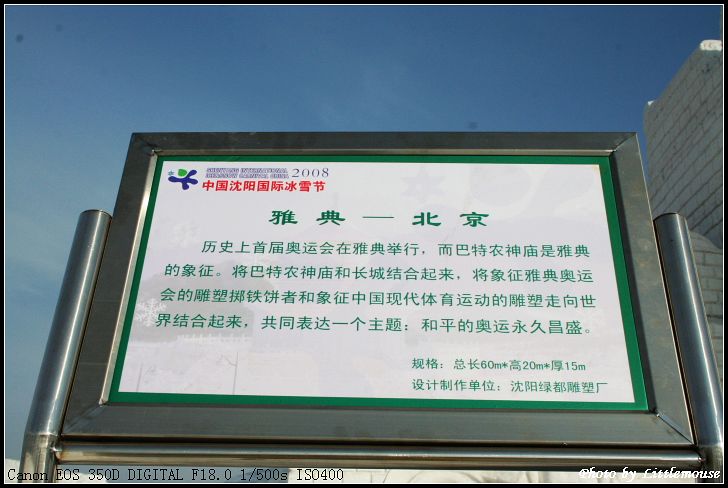 SHENYANG INTERNATIONAL
ICE&SNOW CARNIVAL CHINA 2008
中国沈阳国际冰雪节
雅典—北京
历史上首届奥运会在雅典举行，而巴特农神庙是雅典
的象征。将巴特农神庙和长城结合起来，将象征雅典奥运
会的雕塑掷铁饼者和象征中国现代体育运动的雕塑走向世
界结合起来，共同表达一个主题：和平的奥运永久昌盛。
规格：总长60m*高20m*厚15m
设计制作单位：沈阳绿都雕塑厂
Canon EOS 350D DIGITAL F18.0 1/500s ISO400
Photo by Littlemouse